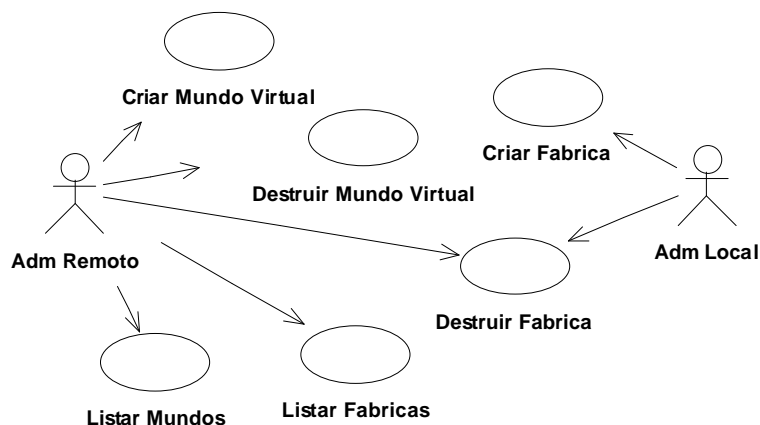 Criar Mundo Virtual
Criar Fabrica
Destruir Mundo Virtual
Adm Remoto
Adm Local
Destruir Fabrica
Listar Mundos
Listar Fabricas